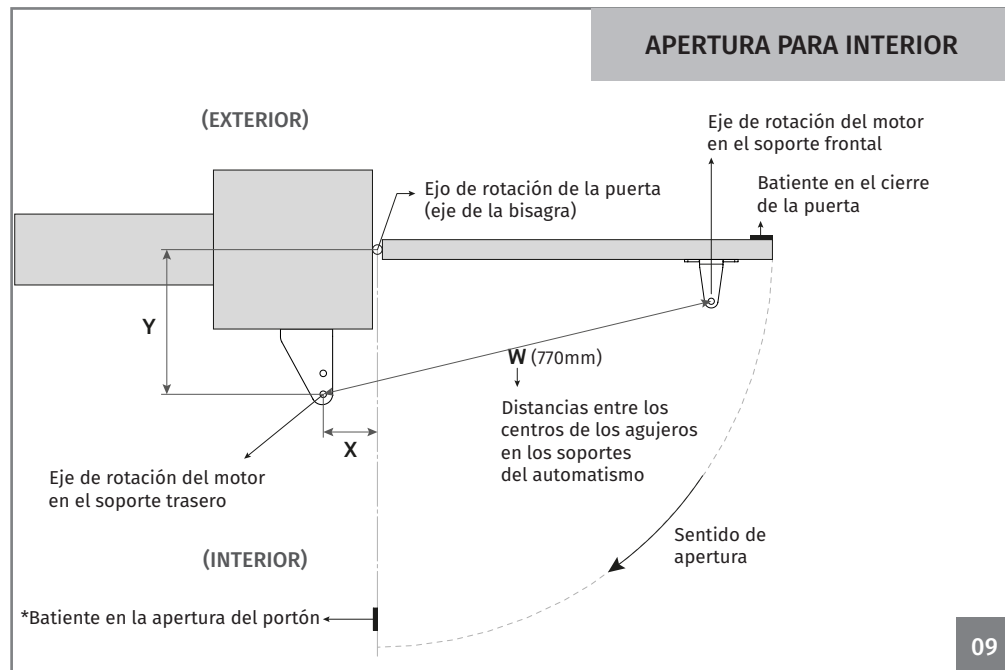 APERTURA PARA INTERIOR
(EXTERIOR)
Eje de rotación del motor
en el soporte frontal
Ejo de rotación de la puerta
(eje de la bisagra)
Batiente en el cierre
de la puerta
Y
W (770mm)
X
Distancias entre los
centros de los agujeros
en los soportes
del automatismo
Eje de rotación del motor
en el soporte trasero
Sentido de
apertura
(INTERIOR)
*Batiente en la apertura del portón
09